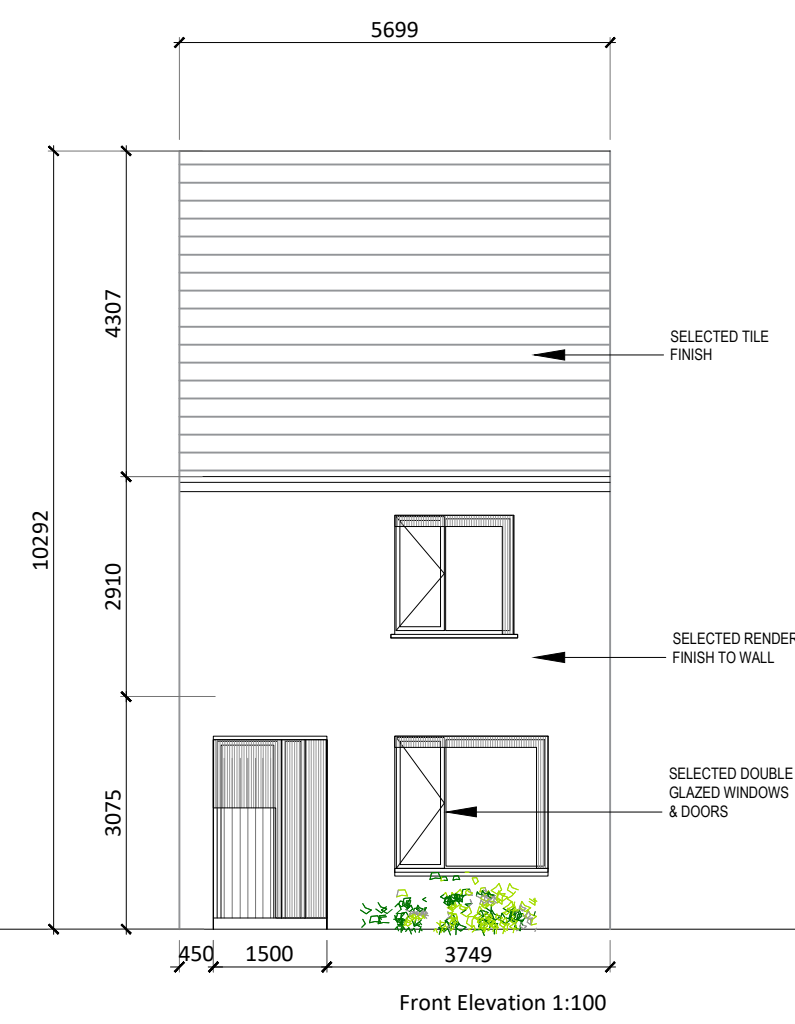 5699
4307
SELECTED TILE
FINISH
10292
2910
SELECTED RENDER
FINISH TO WALL
SELECTED DOUBLE
GLAZED WINDOWS
& DOORS
3075
450 1500 3749
Front Elevation 1:100